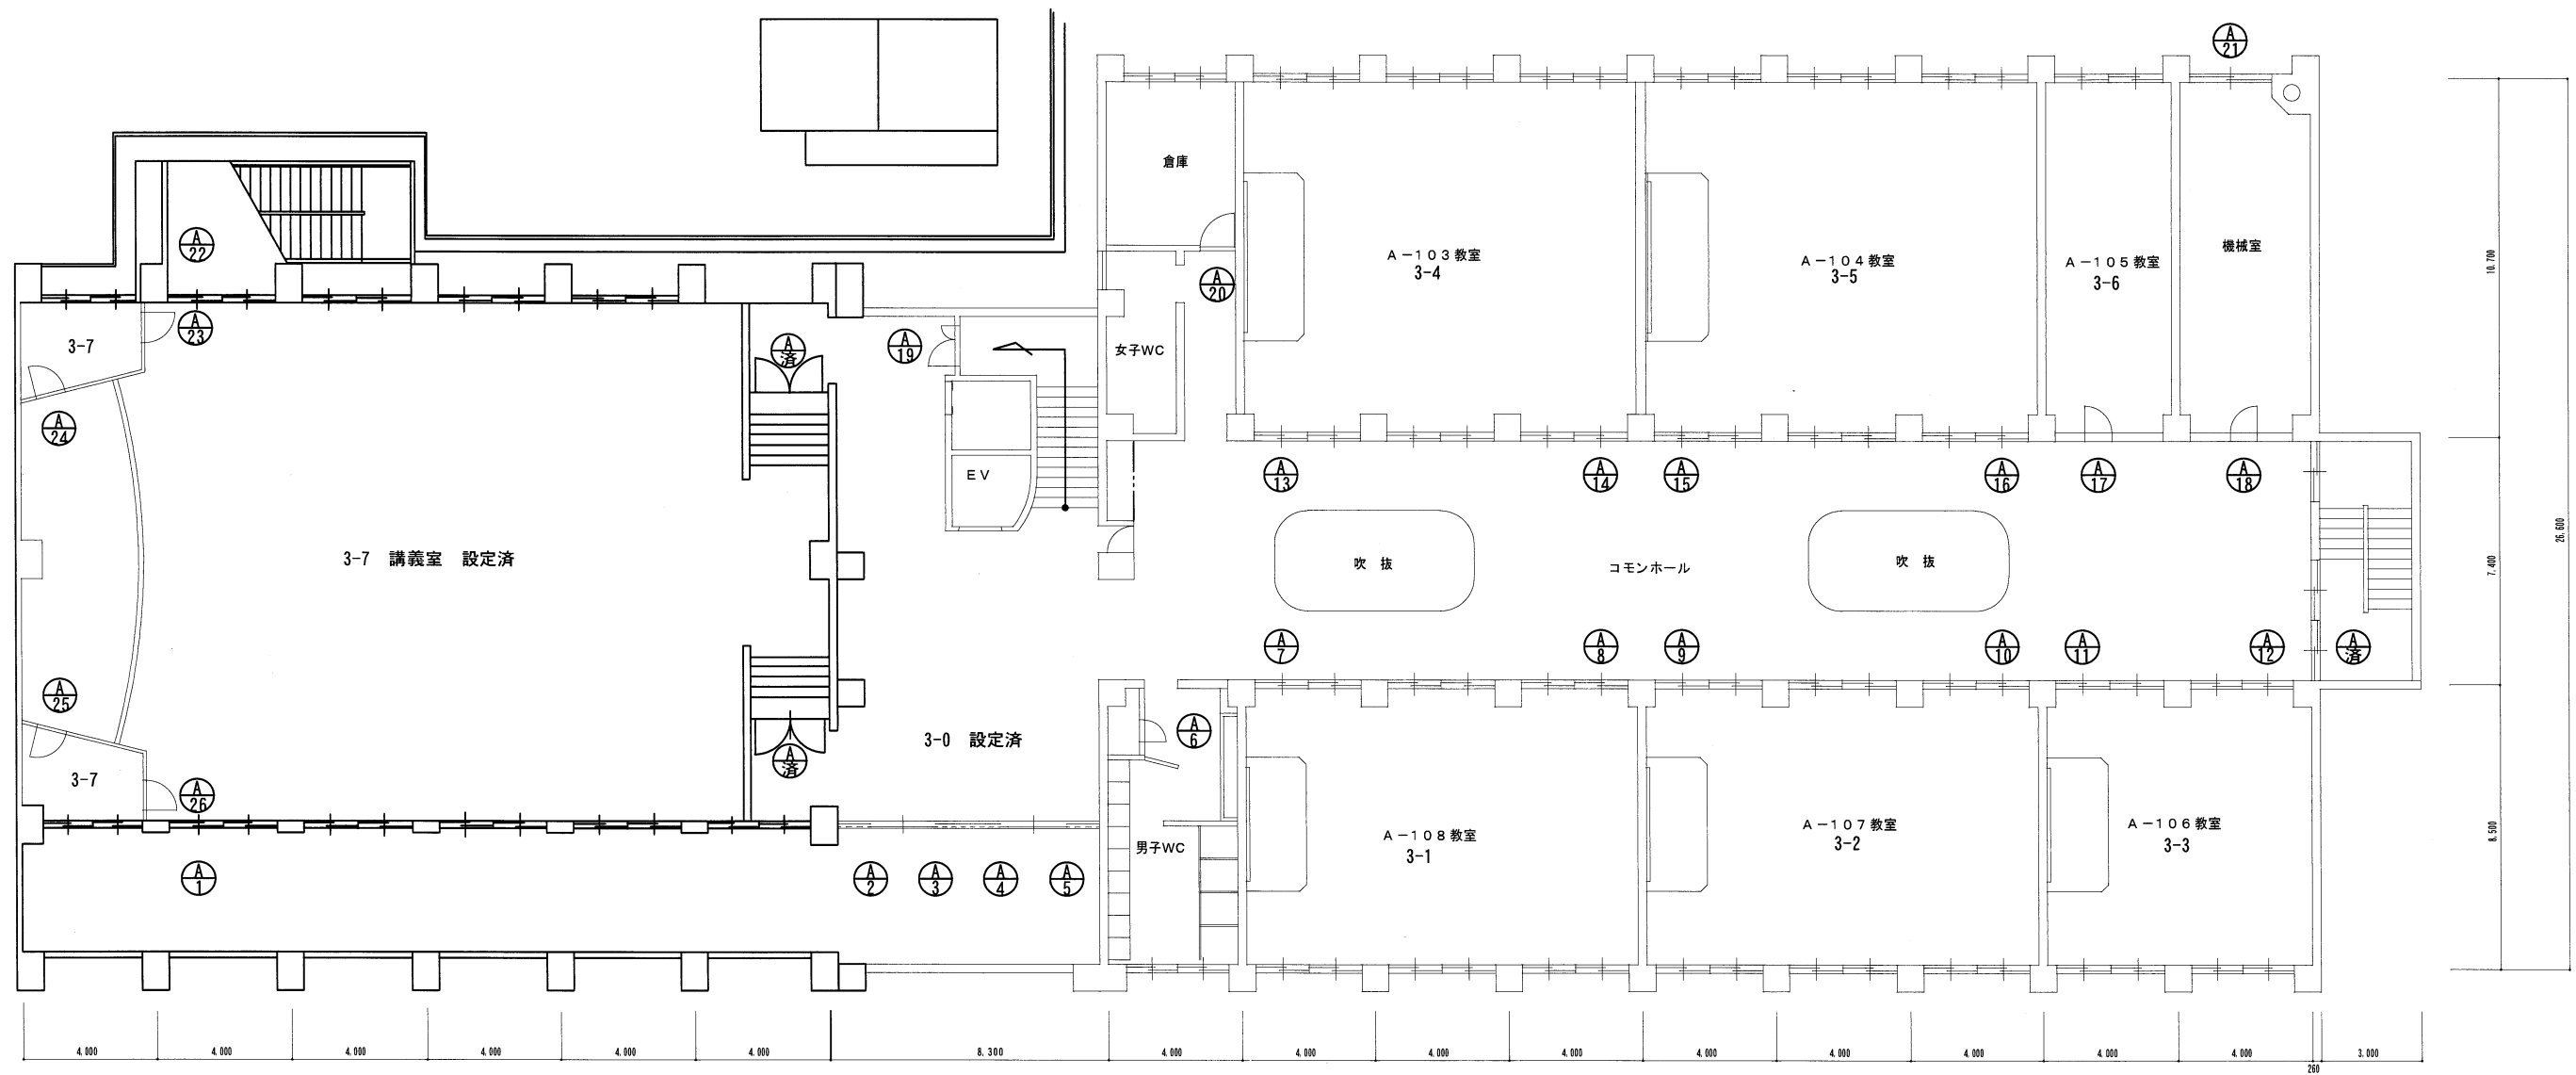 A
21
倉庫
A－103教室
3-4
A－104教室
3-5
A－105教室
3-6
機械室
10.700
A
22
A
20
A
23
3-7
A
済
A
19
女子WC
A
24
EV
A
13
A
14
A
15
A
16
A
17
A
18
3-7 講義室 設定済
吹 抜
コモンホール
吹 抜
7.400
26.600
A
7
A
8
A
9
A
10
A
11
A
12
A
済
A
25
3-0 設定済
A
6
A
済
3-7
A
26
A－108教室
3-1
A－107教室
3-2
A－106教室
3-3
8.500
男子WC
A
1
A
2
A
3
A
4
A
5
4.000
4.000
4.000
4.000
4.000
4.000
8.300
4.000
4.000
4.000
4.000
4.000
4.000
4.000
4.000
4.000
3.000
260